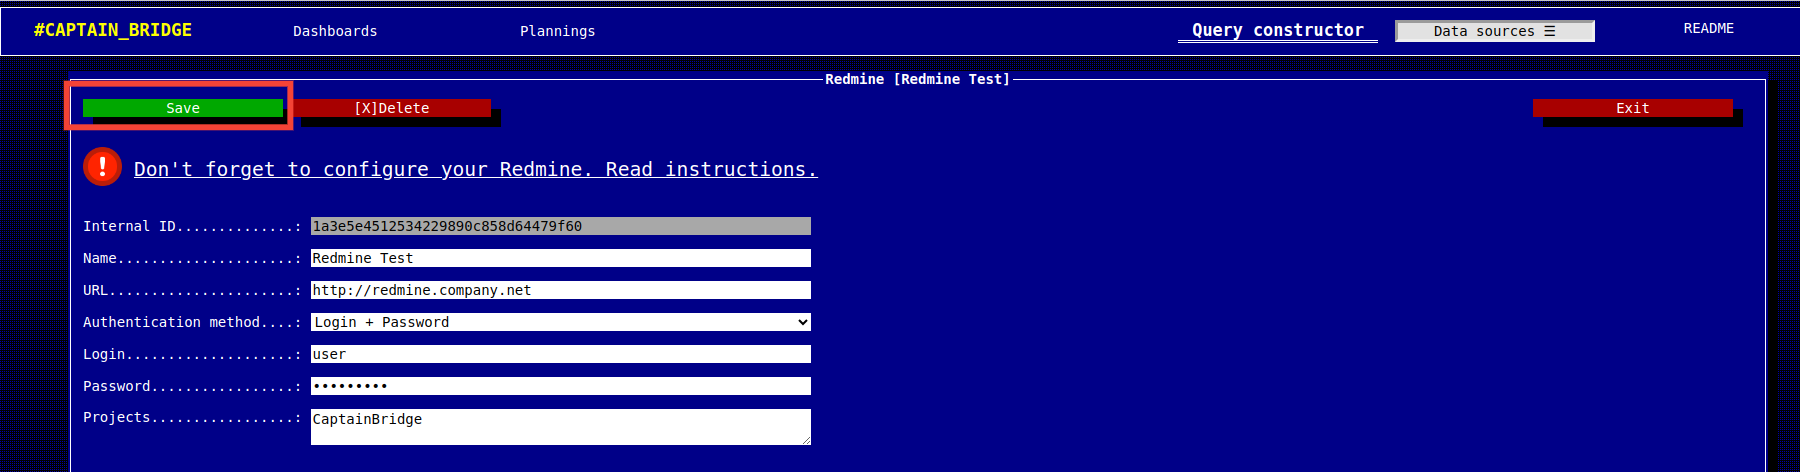 #CAPTAIN_BRIDGE Dashboards Plannings Query constructor Data sources ☰ README
Redmine [Redmine Test]
Save [X]Delete Exit
! Don't forget to configure your Redmine. Read instructions.
Internal ID..............: 1a3e5e4512534229890c858d64479f60
Name.....................: Redmine Test
URL......................: http://redmine.company.net
Authentication method....: Login + Password
Login....................: user
Password.................: •••••••••
Projects.................: CaptainBridge